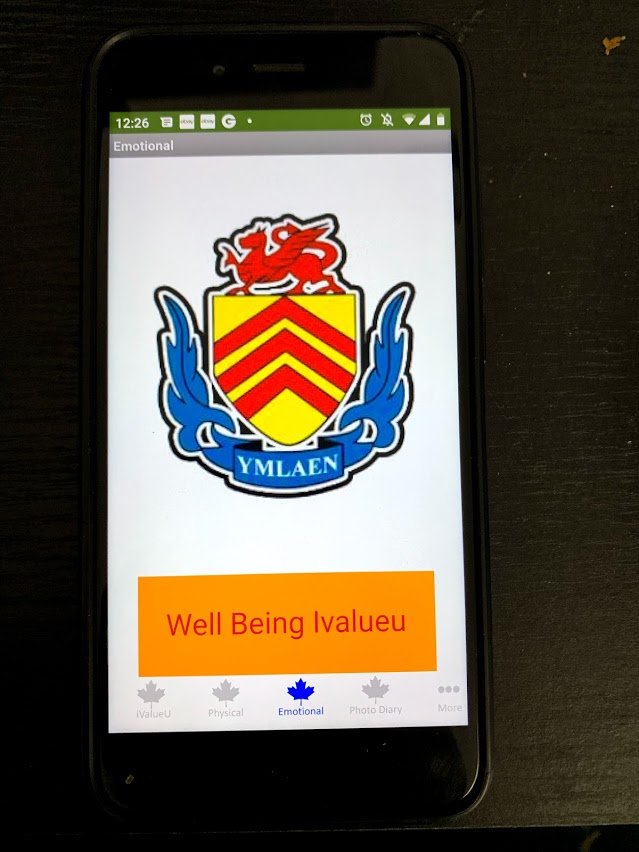 12:26
Emotional
YMLAEN
Well Being Ivalueu
iValueU Physical Emotional Photo Diary More